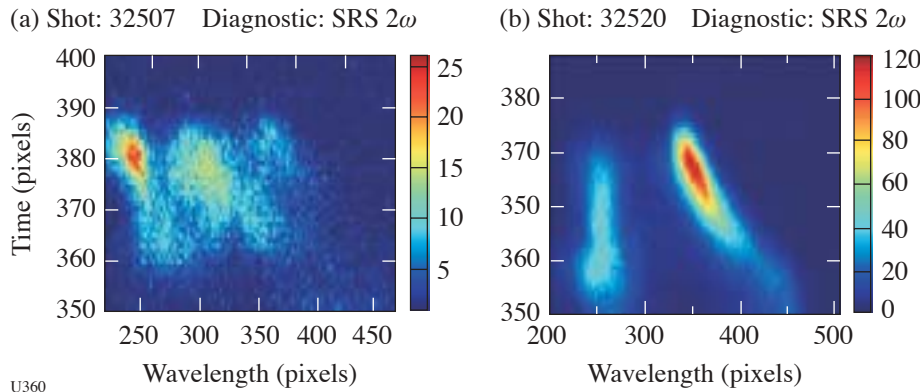 (a) Shot: 32507 Diagnostic: SRS 2ω
(b) Shot: 32520 Diagnostic: SRS 2ω
400
390
380
370
360
350
Time (pixels)
250 300 350 400 450
Wavelength (pixels)
25
20
15
10
5
380
370
350
360
350
200 300 400 500
Wavelength (pixels)
120
100
80
60
40
20
0
U360